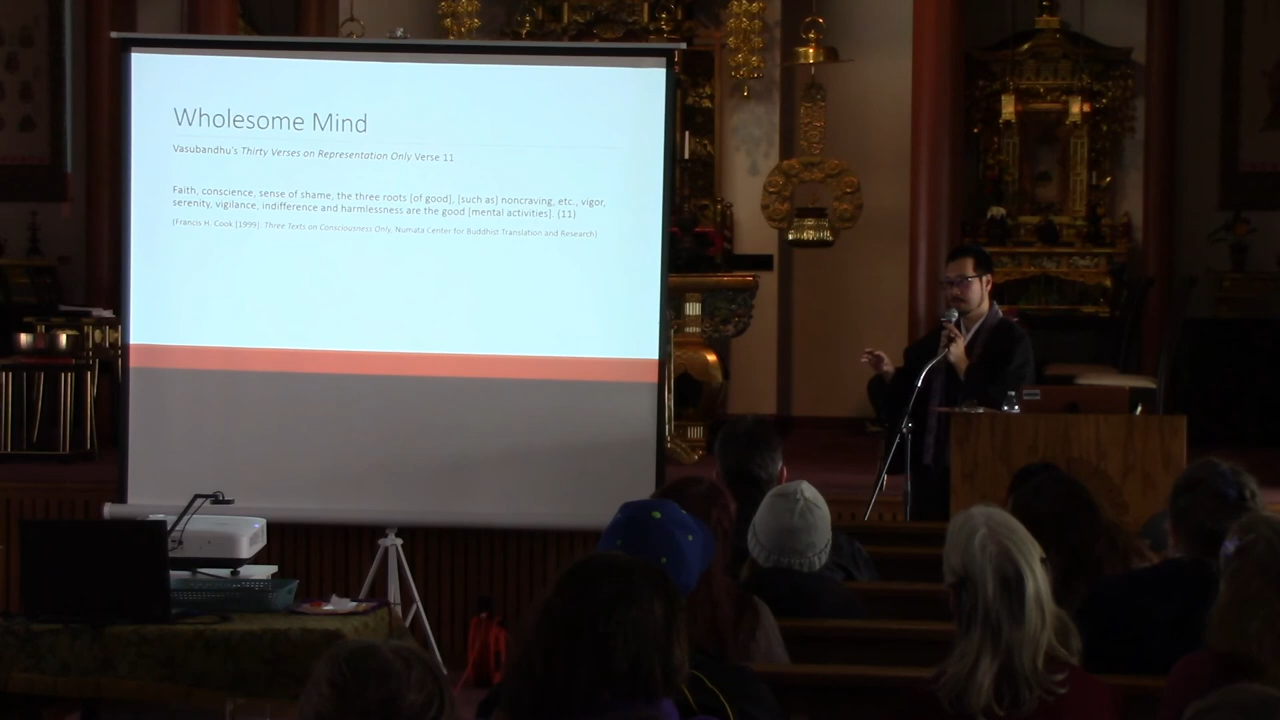 Wholesome Mind
Vasubandhu's Thirty Verses on Representation Only Verse 11
Faith, conscience, sense of shame, the three roots [of good], [such as] noncraving, etc., vigor,
serenity, vigilance, indifference and harmlessness are the good [mental activities]. (11)
(Francis H. Cook [1999]. Three Texts on Consciousness Only, Numata Center for Buddhist Translation and Research)